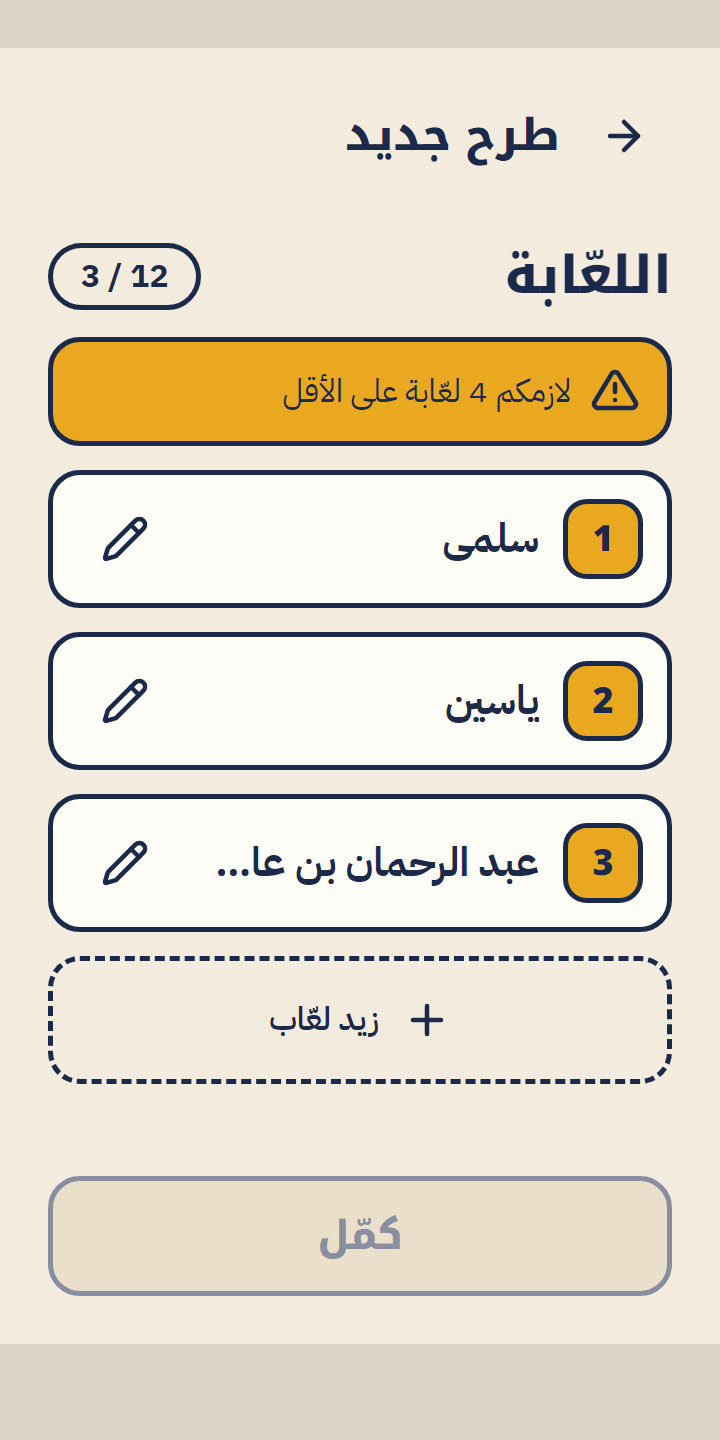 طرح جديد
اللعّابة
3 / 12
لازمكم 4 لعّابة على الأقل
1 سلمى
2 ياسين
3 عبد الرحمان بن عا...
زيد لعّاب
كمّل